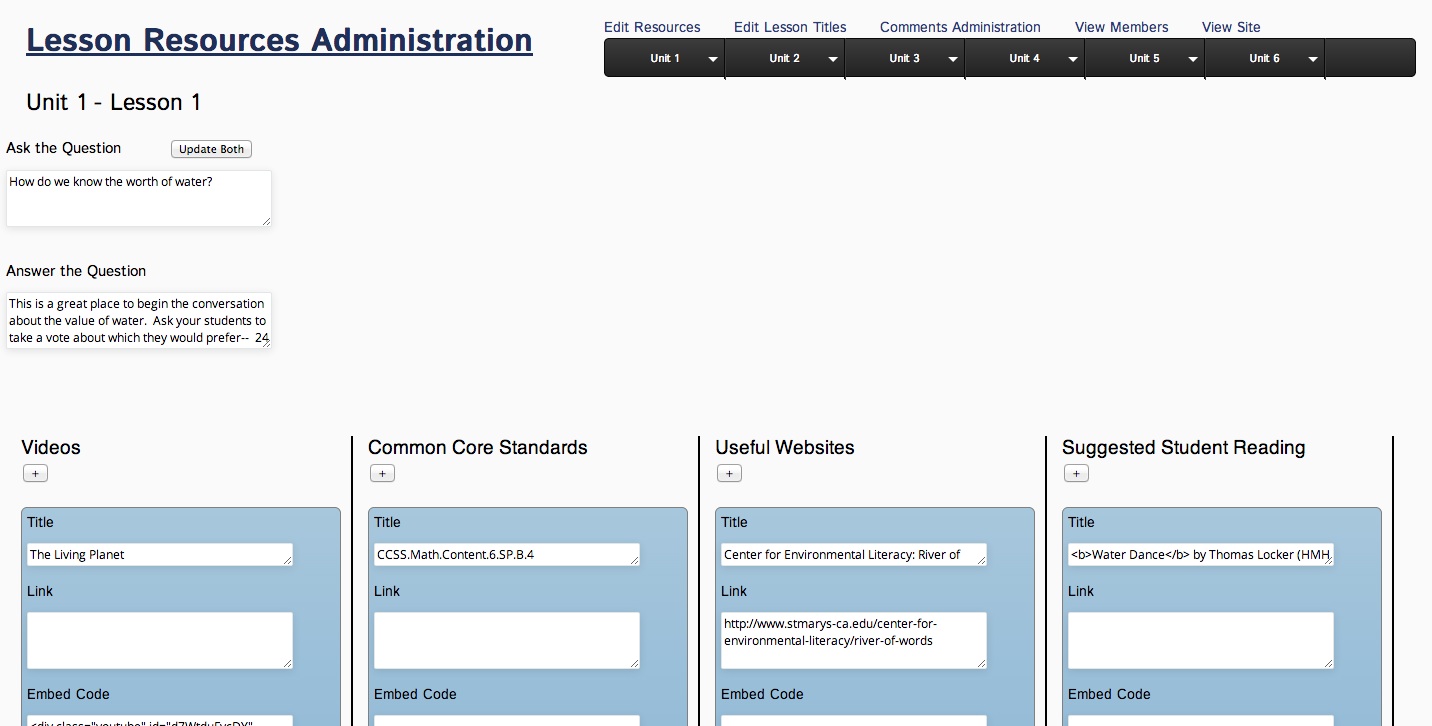 Lesson Resources Administration
Edit Resources Edit Lesson Titles Comments Administration View Members View Site
Unit 1 Unit 2 Unit 3 Unit 4 Unit 5 Unit 6
Unit 1 - Lesson 1
Ask the Question Update Both
How do we know the worth of water?
Answer the Question
This is a great place to begin the conversation
about the value of water. Ask your students to
take a vote about which they would prefer-- 24
Videos Common Core Standards Useful Websites Suggested Student Reading
+ + + +
Title Title Title Title
The Living Planet CCSS.Math.Content.6.SP.B.4 Center for Environmental Literacy: River of <b>Water Dance</b> by Thomas Locker (HMH,
Link Link Link Link
http://www.stmarys-ca.edu/center-for-
environmental-literacy/river-of-words
Embed Code Embed Code Embed Code Embed Code
<div class="youtube"